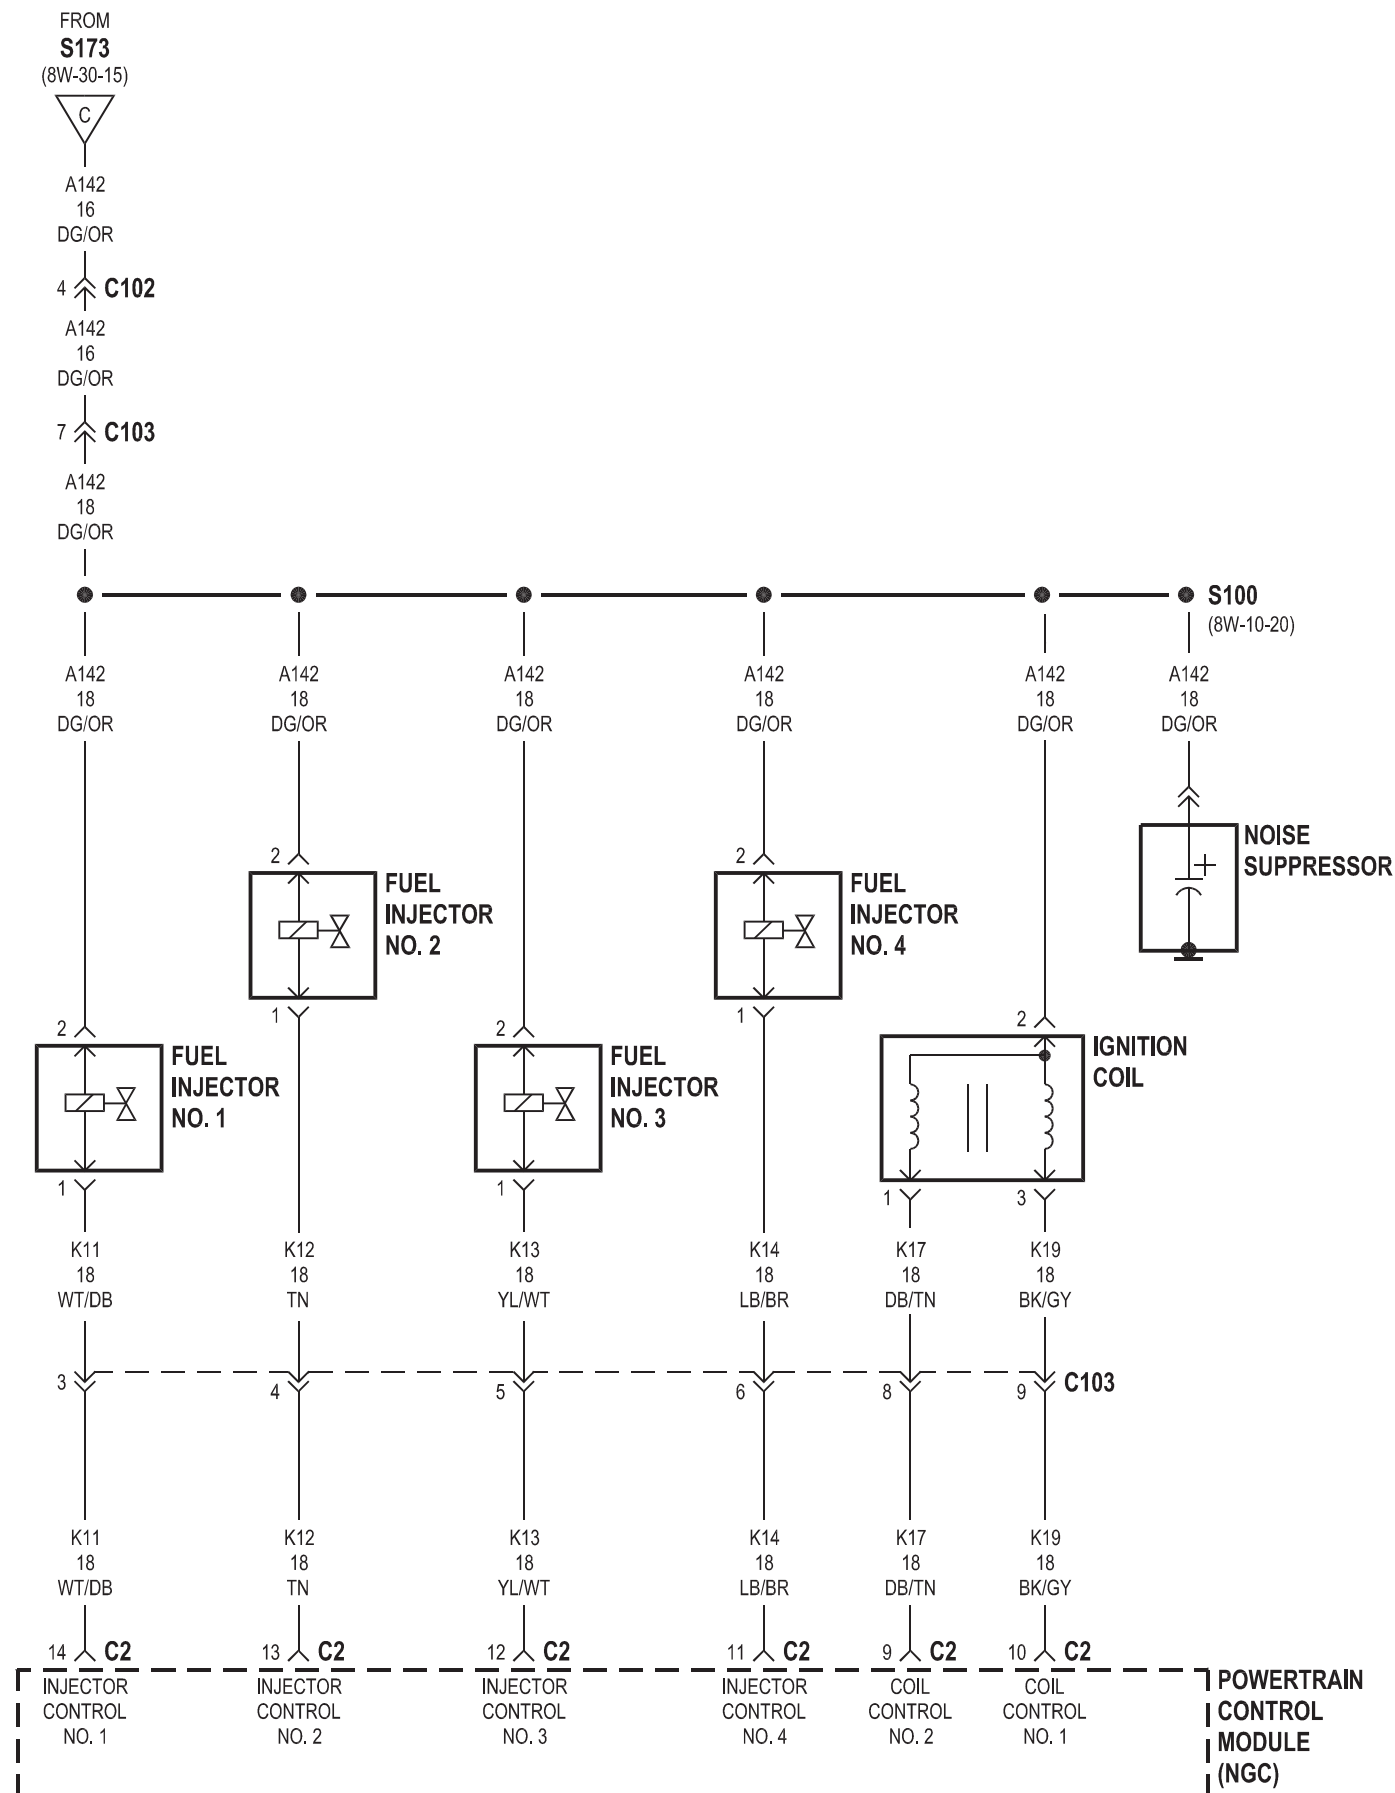 FROM
S173
(8W-30-15)
C
A142
16
DG/OR
4 C102
A142
16
DG/OR
7 C103
A142
18
DG/OR
S100
(8W-10-20)
A142 A142 A142 A142 A142 A142
18 18 18 18 18 18
DG/OR DG/OR DG/OR DG/OR DG/OR DG/OR
NOISE
SUPPRESSOR
+
2 2
FUEL
INJECTOR
NO. 2
FUEL
INJECTOR
NO. 4
1 1
2 2 2
FUEL
INJECTOR
NO. 1
FUEL
INJECTOR
NO. 3
IGNITION
COIL
1 1 1 3
K11 K12 K13 K14 K17 K19
18 18 18 18 18 18
WT/DB TN YL/WT LB/BR DB/TN BK/GY
3 4 5 6 8 9 C103
K11 K12 K13 K14 K17 K19
18 18 18 18 18 18
WT/DB TN YL/WT LB/BR DB/TN BK/GY
14 C2 13 C2 12 C2 11 C2 9 C2 10 C2
INJECTOR
CONTROL
NO. 1
INJECTOR
CONTROL
NO. 2
INJECTOR
CONTROL
NO. 3
INJECTOR
CONTROL
NO. 4
COIL
CONTROL
NO. 2
COIL
CONTROL
NO. 1
POWERTRAIN
CONTROL
MODULE
(NGC)